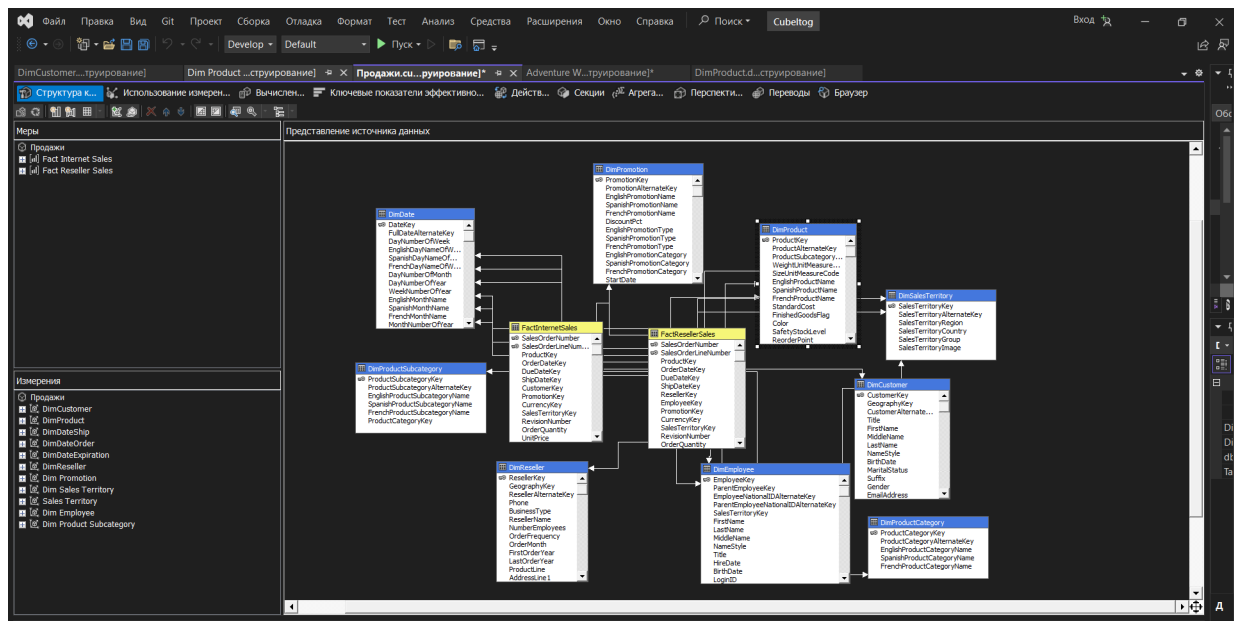 Файл Правка Вид Git Проект Сборка Отладка Формат Тест Анализ Средства Расширения Окно Справка Поиск Cubeltog Вход
Develop Default Пуск
DimCustomer....труирование] Dim Product ...струирование] Продажи.cu...руирование]* Adventure W...труирование]* DimProduct.d...струирование]
Структура к... Использование измерен... Вычислен... Ключевые показатели эффективно... Действ... Секции Агрега... Перспекти... Переводы Браузер
Меры
Продажи
Fact Internet Sales
Fact Reseller Sales
Измерения
Продажи
DimCustomer
DimProduct
DimDateShip
DimDateOrder
DimDateExpiration
DimReseller
Dim Promotion
Dim Sales Territory
Sales Territory
Dim Employee
Dim Product Subcategory
Представление источника данных
DimPromotion
PromotionKey
PromotionAlternateKey
EnglishPromotionName
SpanishPromotionName
FrenchPromotionName
DiscountPct
EnglishPromotionType
SpanishPromotionType
FrenchPromotionType
EnglishPromotionCategory
SpanishPromotionCategory
FrenchPromotionCategory
StartDate
DimDate
DateKey
FullDateAlternateKey
DayNumberOfWeek
EnglishDayNameOfW...
SpanishDayNameOf...
FrenchDayNameOfW...
DayNumberOfMonth
DayNumberOfYear
WeekNumberOfYear
EnglishMonthName
SpanishMonthName
FrenchMonthName
MonthNumberOfYear
DimProduct
ProductKey
ProductAlternateKey
ProductSubcategory...
WeightUnitMeasure...
SizeUnitMeasureCode
EnglishProductName
SpanishProductName
FrenchProductName
StandardCost
FinishedGoodsFlag
Color
SafetyStockLevel
ReorderPoint
DimSalesTerritory
SalesTerritoryKey
SalesTerritoryAlternateKey
SalesTerritoryRegion
SalesTerritoryCountry
SalesTerritoryGroup
SalesTerritoryImage
FactInternetSales
SalesOrderNumber
SalesOrderLineNum...
ProductKey
OrderDateKey
DueDateKey
ShipDateKey
CustomerKey
PromotionKey
CurrencyKey
SalesTerritoryKey
RevisionNumber
OrderQuantity
UnitPrice
FactResellerSales
SalesOrderNumber
SalesOrderLineNumber
ProductKey
OrderDateKey
DueDateKey
ShipDateKey
ResellerKey
EmployeeKey
PromotionKey
CurrencyKey
SalesTerritoryKey
RevisionNumber
OrderQuantity
DimProductSubcategory
ProductSubcategoryKey
ProductSubcategoryAlternateKey
EnglishProductSubcategoryName
SpanishProductSubcategoryName
FrenchProductSubcategoryName
ProductCategoryKey
DimCustomer
CustomerKey
GeographyKey
CustomerAlternate...
Title
FirstName
MiddleName
LastName
NameStyle
BirthDate
MaritalStatus
Suffix
Gender
EmailAddress
DimReseller
ResellerKey
GeographyKey
ResellerAlternateKey
Phone
BusinessType
ResellerName
NumberEmployees
OrderFrequency
OrderMonth
FirstOrderYear
LastOrderYear
ProductLine
AddressLine1
DimEmployee
EmployeeKey
ParentEmployeeKey
EmployeeNationalIDAlternateKey
ParentEmployeeNationalIDAlternateKey
SalesTerritoryKey
FirstName
LastName
MiddleName
NameStyle
Title
HireDate
BirthDate
LoginID
DimProductCategory
ProductCategoryKey
ProductCategoryAlternateKey
EnglishProductCategoryName
SpanishProductCategoryName
FrenchProductCategoryName